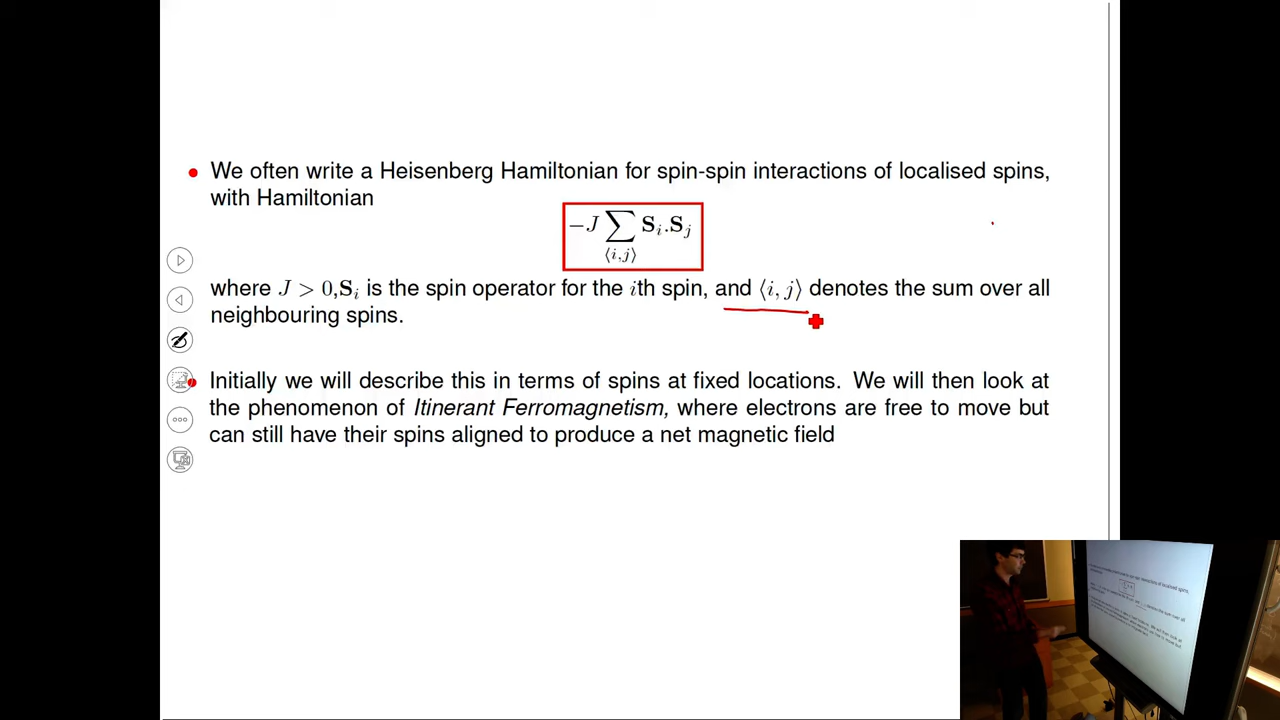 We often write a Heisenberg Hamiltonian for spin-spin interactions of localised spins,
with Hamiltonian
−J ∑ S_i.S_j
⟨i,j⟩
where J > 0,S_i is the spin operator for the ith spin, and ⟨i, j⟩ denotes the sum over all
neighbouring spins.
Initially we will describe this in terms of spins at fixed locations. We will then look at
the phenomenon of Itinerant Ferromagnetism, where electrons are free to move but
can still have their spins aligned to produce a net magnetic field